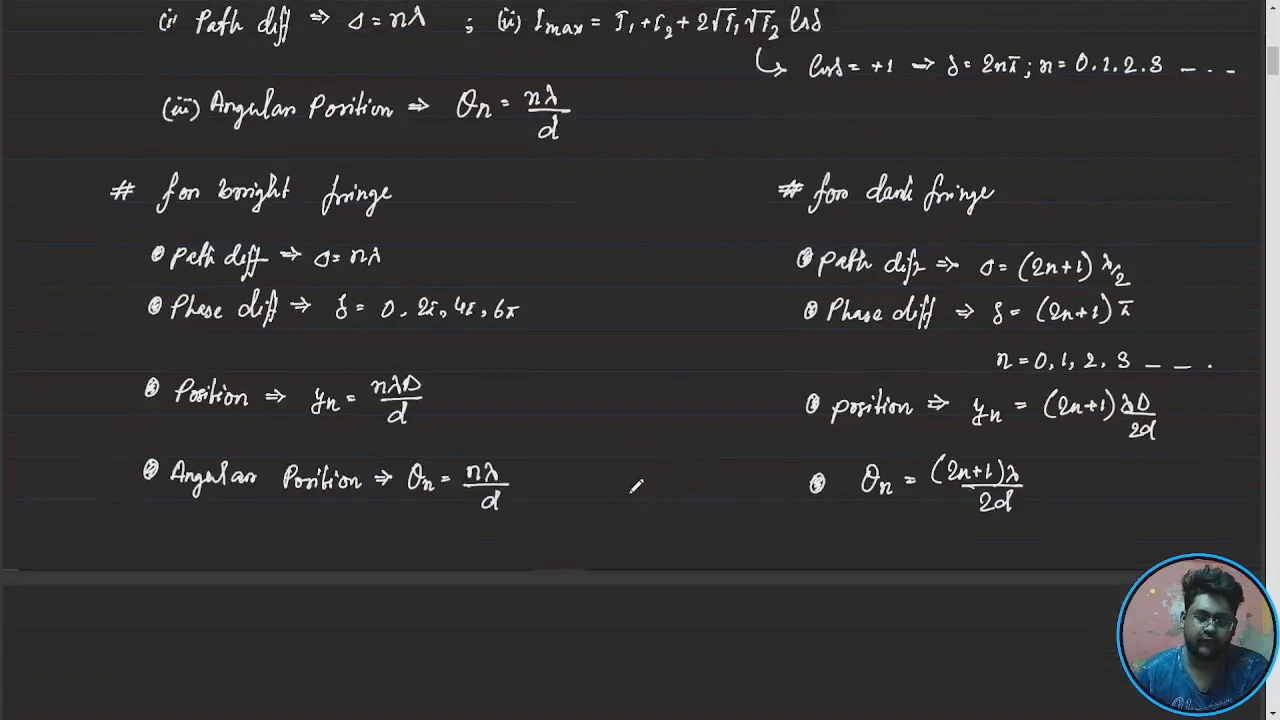 (i) Path diff ⇒ Δ = nλ ; (ii) Imax = I₁ + I₂ + 2√I₁ √I₂ Cosδ
↳ Cosδ = +1 → δ = 2nπ ; n = 0, 1, 2, 3 _ _ . .
(iii) Angular Position ⇒ θn = nλ/d
# for bright fringe
• Path diff ⇒ Δ = nλ
• Phase diff ⇒ δ = 0, 2π, 4π, 6π
• Position ⇒ yn = nλD/d
• Angular Position ⇒ θn = nλ/d
# for dark fringe
• Path diff ⇒ Δ = (2n+1) λ/2
• Phase diff ⇒ δ = (2n+1) π
n = 0, 1, 2, 3 _ _ .
• position ⇒ yn = (2n+1) λD/2d
• θn = (2n+1)λ/2d